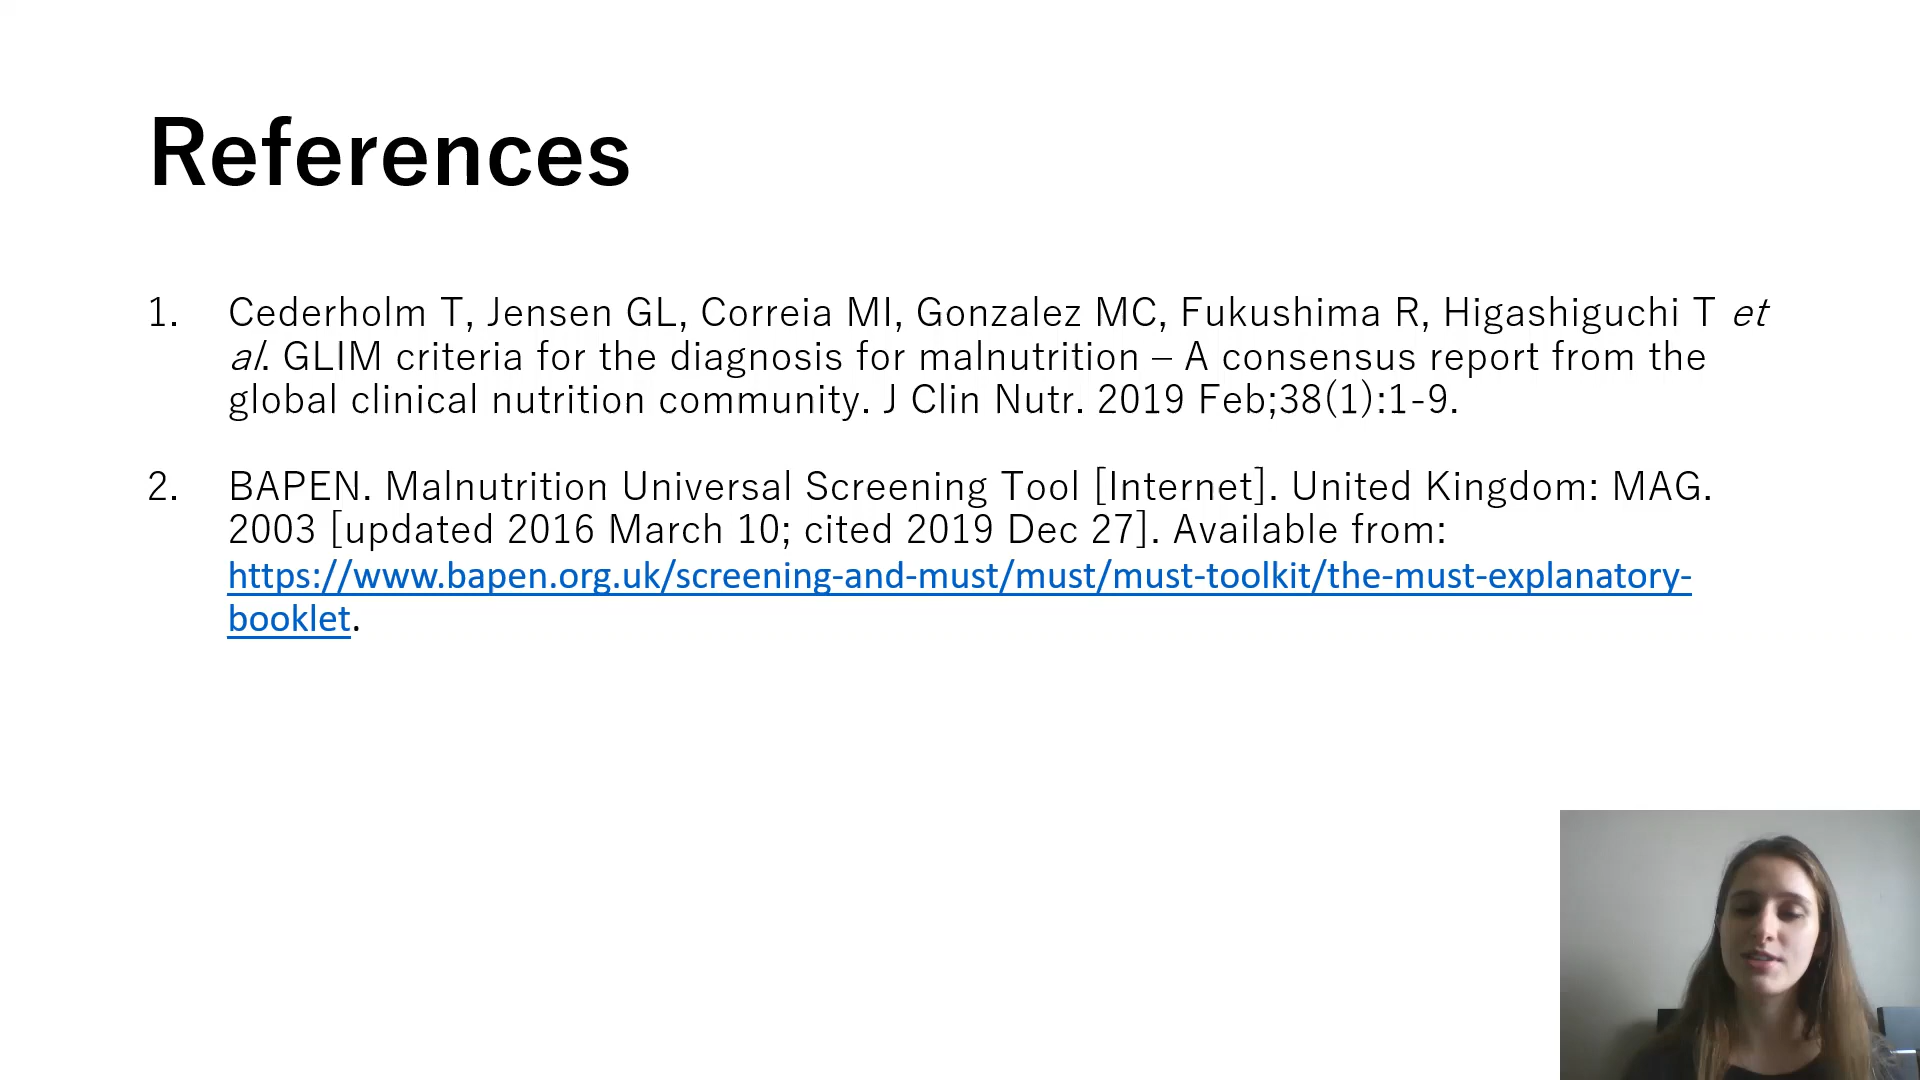 References
1. Cederholm T, Jensen GL, Correia MI, Gonzalez MC, Fukushima R, Higashiguchi T et
al. GLIM criteria for the diagnosis for malnutrition – A consensus report from the
global clinical nutrition community. J Clin Nutr. 2019 Feb;38(1):1-9.
2. BAPEN. Malnutrition Universal Screening Tool [Internet]. United Kingdom: MAG.
2003 [updated 2016 March 10; cited 2019 Dec 27]. Available from:
https://www.bapen.org.uk/screening-and-must/must/must-toolkit/the-must-explanatory-
booklet.